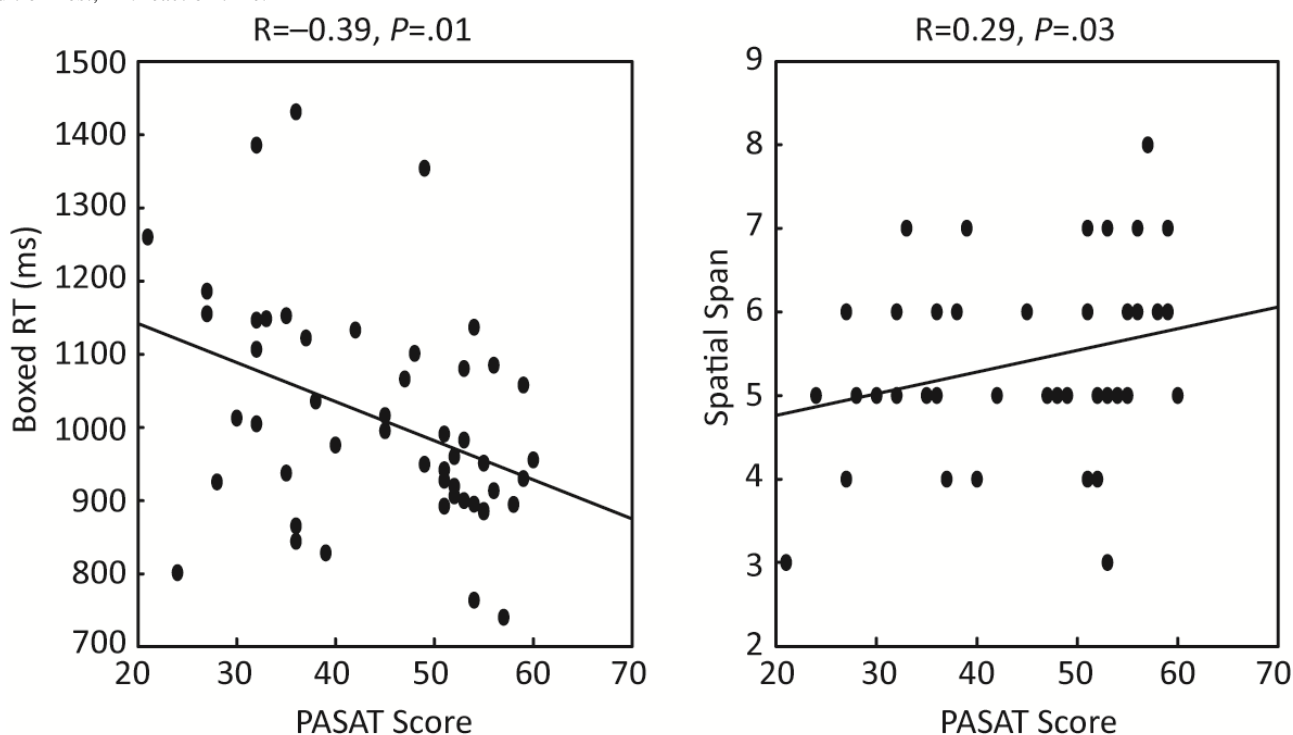 R=–0.39, P=.01
1500
1400
1300
1200
1100
1000
900
800
700
20 30 40 50 60 70
Boxed RT (ms)
PASAT Score
R=0.29, P=.03
9
8
7
6
5
4
3
2
20 30 40 50 60 70
Spatial Span
PASAT Score